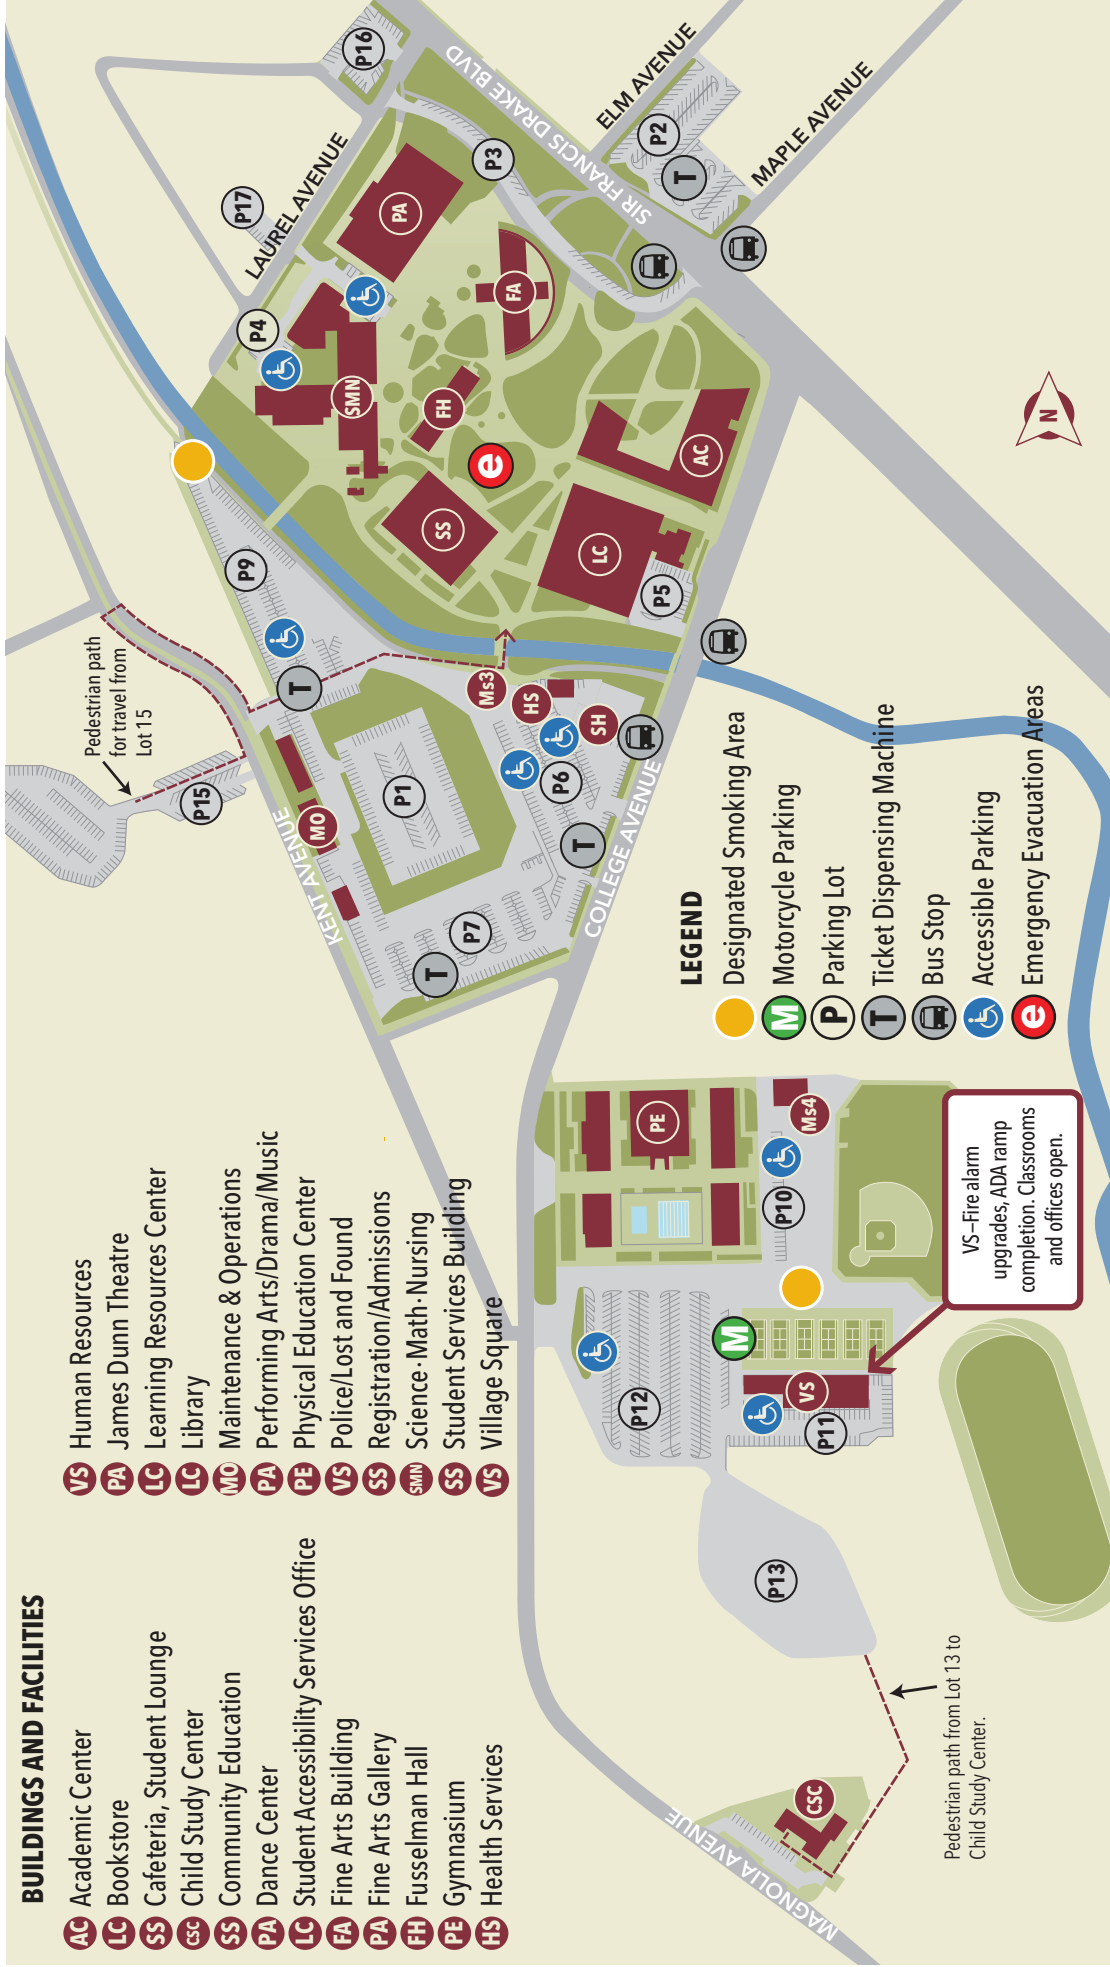 BUILDINGS AND FACILITIES
AC Academic Center
LC Bookstore
SS Cafeteria, Student Lounge
CSC Child Study Center
SS Community Education
PA Dance Center
LC Student Accessibility Services Office
FA Fine Arts Building
PA Fine Arts Gallery
FH Fusselman Hall
PE Gymnasium
HS Health Services
VS Human Resources
PA James Dunn Theatre
LC Learning Resources Center
LC Library
MO Maintenance & Operations
PA Performing Arts/Drama/Music
PE Physical Education Center
VS Police/Lost and Found
SS Registration/Admissions
SMN Science·Math·Nursing
SS Student Services Building
VS Village Square
Pedestrian path
for travel from
Lot 15
P15
P9
T
KENT AVENUE
MO
P1
P7
T
Ms3
HS
SH
P6
T
COLLEGE AVENUE
P17
LAUREL AVENUE
P4
P16
PA
P3
SMN
FH
FA
SS
e
LC
P5
AC
SIR FRANCIS DRAKE BLVD
ELM AVENUE
P2
T
MAPLE AVENUE
N
LEGEND
Designated Smoking Area
M Motorcycle Parking
P Parking Lot
T Ticket Dispensing Machine
Bus Stop
Accessible Parking
e Emergency Evacuation Areas
PE
Ms4
P10
P12
M
VS
P11
P13
VS–Fire alarm
upgrades, ADA ramp
completion. Classrooms
and offices open.
MAGNOLIA AVENUE
CSC
Pedestrian path from Lot 13 to
Child Study Center.